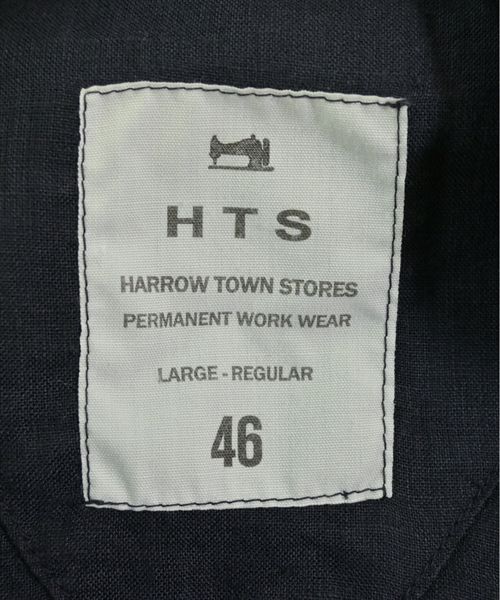 HTS
HARROW TOWN STORES
PERMANENT WORK WEAR
LARGE - REGULAR
46